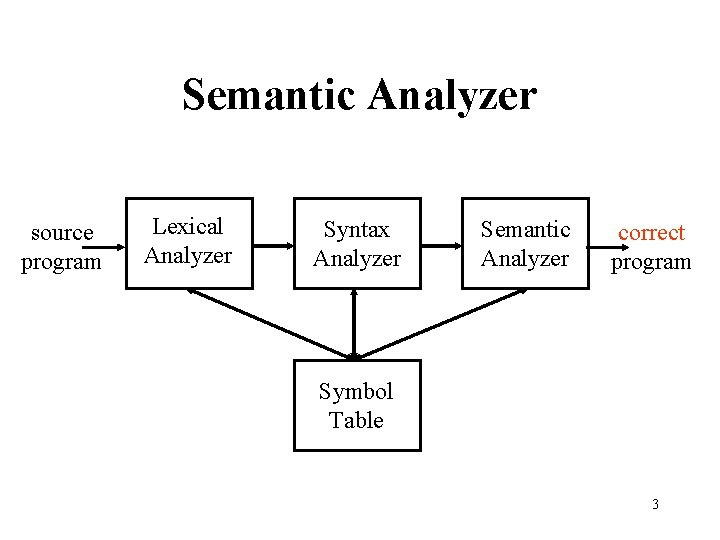 Semantic Analyzer
source
program
Lexical
Analyzer
Syntax
Analyzer
Semantic
Analyzer
correct
program
Symbol
Table
3